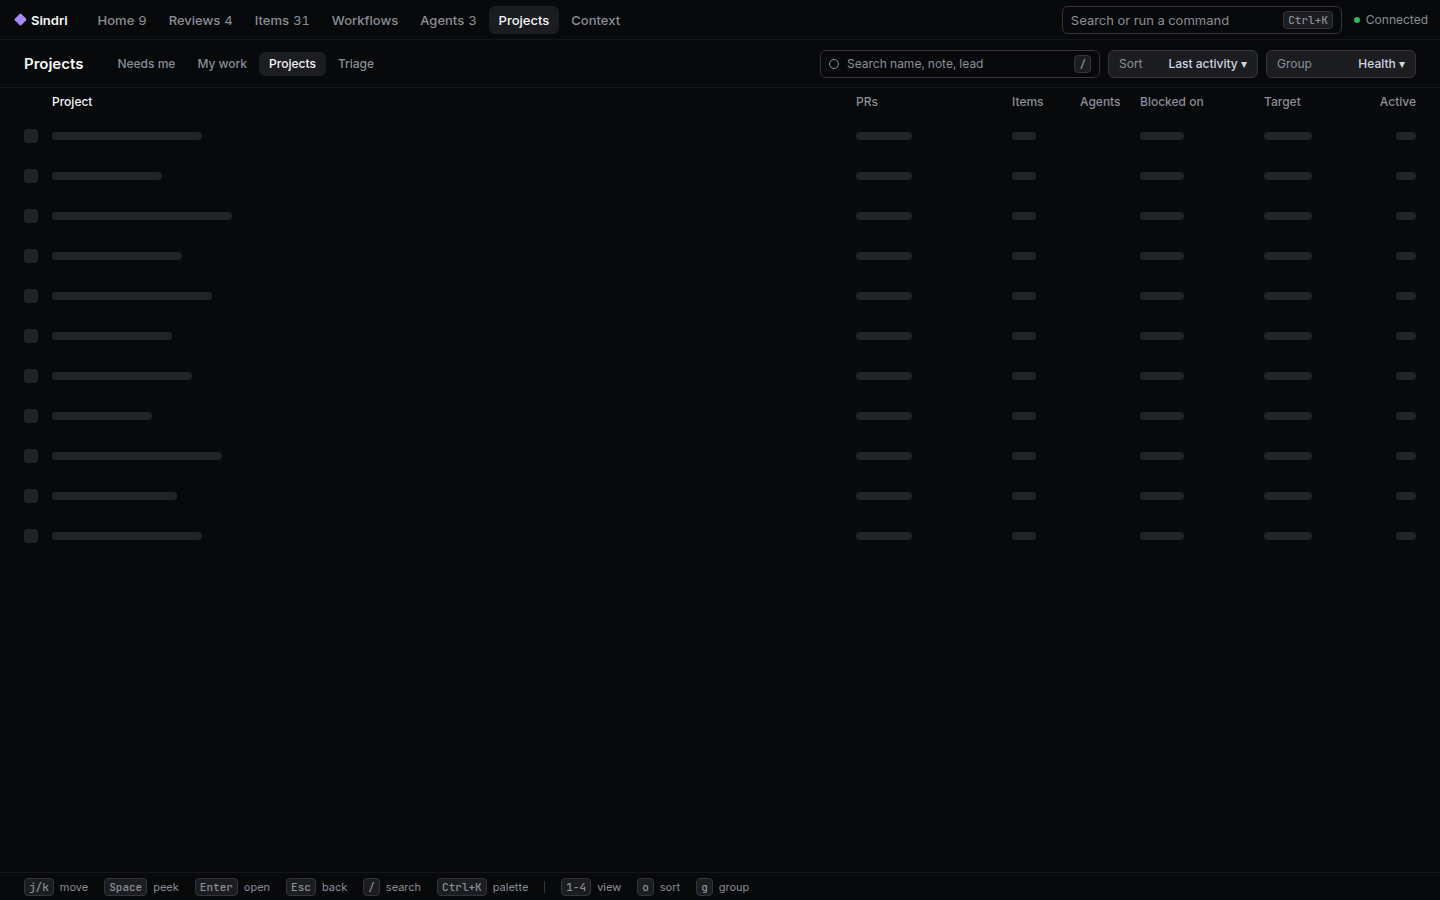 Sindri Home 9 Reviews 4 Items 31 Workflows Agents 3 Projects Context Search or run a command Ctrl+K Connected
Projects Needs me My work Projects Triage Search name, note, lead / Sort Last activity ▾ Group Health ▾
Project PRs Items Agents Blocked on Target Active
j/k move Space peek Enter open Esc back / search Ctrl+K palette 1-4 view o sort g group